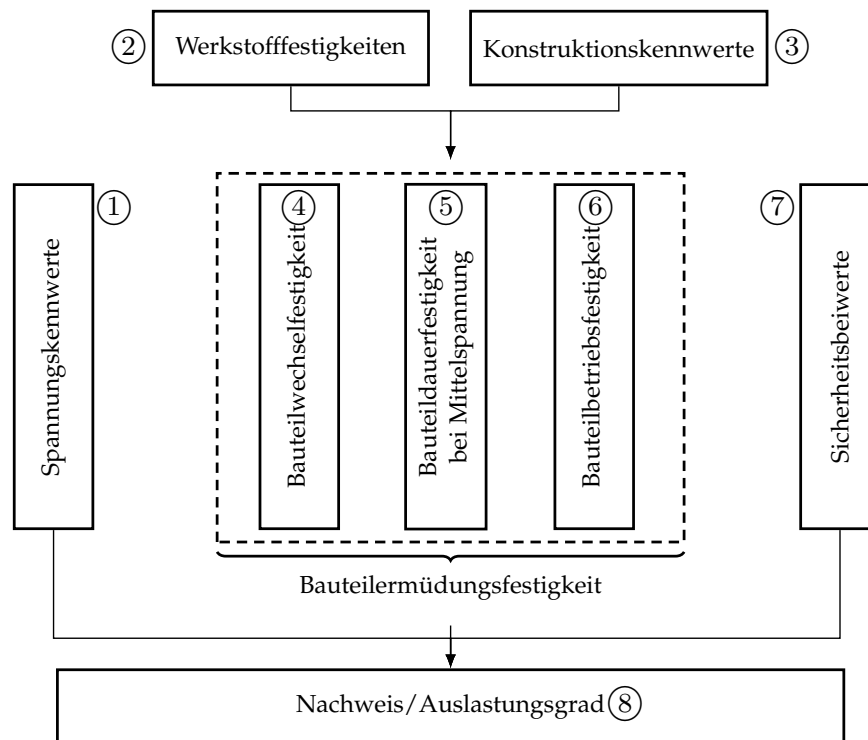 ② Werkstofffestigkeiten
Konstruktionskennwerte ③
①
Spannungskennwerte
④
Bauteilwechselfestigkeit
⑤
Bauteildauerfestigkeit
bei Mittelspannung
⑥
Bauteilbetriebsfestigkeit
⑦
Sicherheitsbeiwerte
Bauteilermüdungsfestigkeit
Nachweis/Auslastungsgrad ⑧